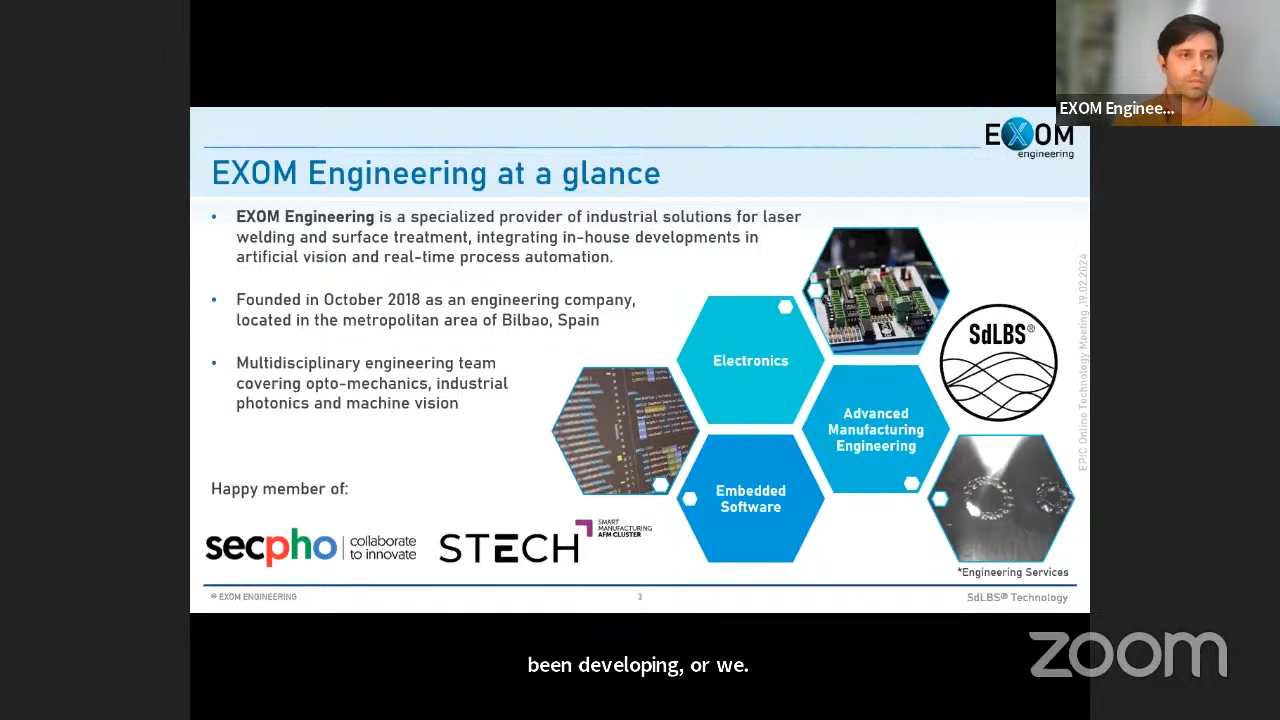 EXOM Enginee...
EXOM
engineering
EXOM Engineering at a glance
• EXOM Engineering is a specialized provider of industrial solutions for laser
welding and surface treatment, integrating in-house developments in
artificial vision and real-time process automation.
• Founded in October 2018 as an engineering company,
located in the metropolitan area of Bilbao, Spain
• Multidisciplinary engineering team
covering opto-mechanics, industrial
photonics and machine vision
Electronics
SdLBS®
Advanced
Manufacturing
Engineering
Embedded
Software
EPIC Online Technology Meeting ,19.02.2024
Happy member of:
secpho
collaborate
to innovate
STECH
SMART
MANUFACTURING
AFM CLUSTER
*Engineering Services
© EXOM ENGINEERING
3
SdLBS® Technology
been developing, or we.
zoom